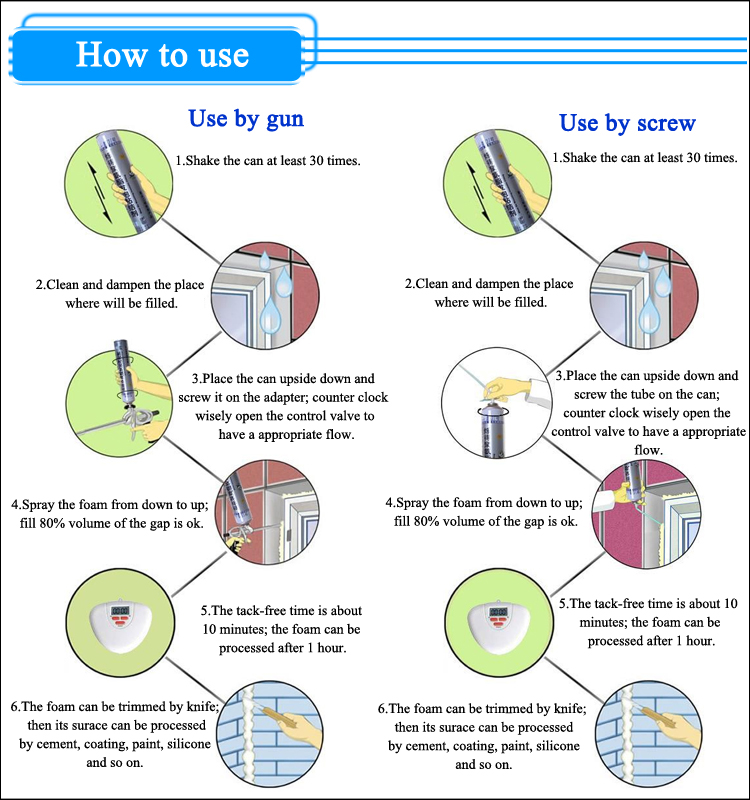 How to use
Use by gun
1.Shake the can at least 30 times.
2.Clean and dampen the place
where will be filled.
3.Place the can upside down and
screw it on the adapter; counter clock
wisely open the control valve to
have a appropriate flow.
4.Spray the foam from down to up;
fill 80% volume of the gap is ok.
5.The tack-free time is about
10 minutes; the foam can be
processed after 1 hour.
6.The foam can be trimmed by knife;
then its surace can be processed
by cement, coating, paint, silicone
and so on.
Use by screw
1.Shake the can at least 30 times.
2.Clean and dampen the place
where will be filled.
3.Place the can upside down and
screw the tube on the can;
counter clock wisely open the
control valve to have a appropriate
flow.
4.Spray the foam from down to up;
fill 80% volume of the gap is ok.
5.The tack-free time is about 10
minutes; the foam can be
processed after 1 hour.
6.The foam can be trimmed by knife;
then its surace can be processed
by cement, coating, paint, silicone
and so on.